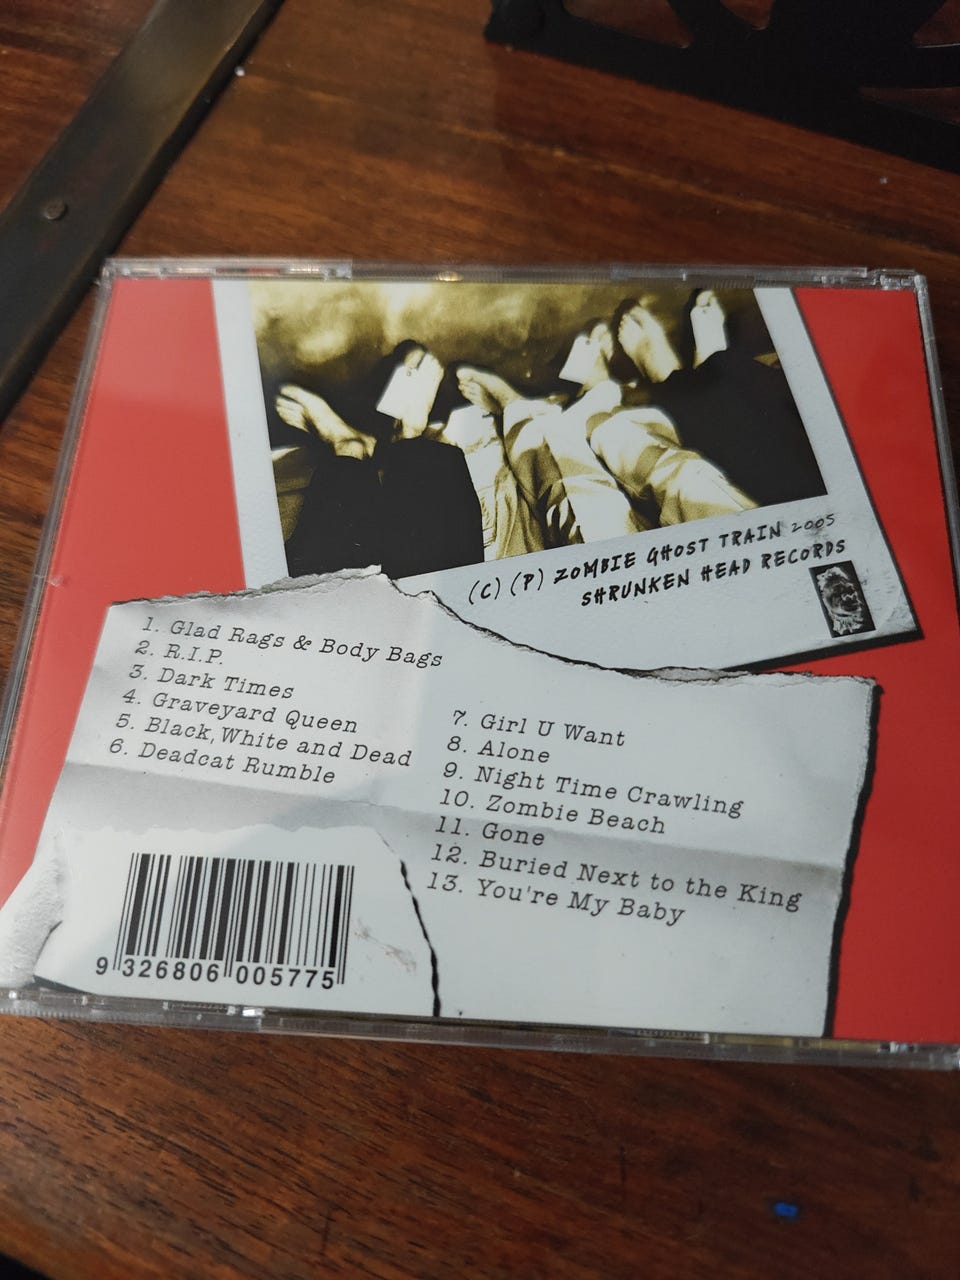 (C) (P) ZOMBIE GHOST TRAIN 2005
SHRUNKEN HEAD RECORDS
1. Glad Rags & Body Bags
2. R.I.P.
3. Dark Times
4. Graveyard Queen
5. Black,White and Dead
6. Deadcat Rumble
7. Girl U Want
8. Alone
9. Night Time Crawling
10. Zombie Beach
11. Gone
12. Buried Next to the King
13. You're My Baby
9 326806 005775